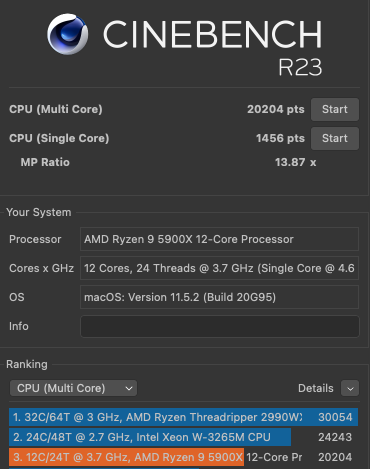 CINEBENCH
R23
CPU (Multi Core) 20204 pts Start
CPU (Single Core) 1456 pts Start
MP Ratio 13.87 x
Your System
Processor AMD Ryzen 9 5900X 12-Core Processor
Cores x GHz 12 Cores, 24 Threads @ 3.7 GHz (Single Core @ 4.6
OS macOS: Version 11.5.2 (Build 20G95)
Info
Ranking
CPU (Multi Core) Details
1. 32C/64T @ 3 GHz, AMD Ryzen Threadripper 2990WX 30054
2. 24C/48T @ 2.7 GHz, Intel Xeon W-3265M CPU 24243
3. 12C/24T @ 3.7 GHz, AMD Ryzen 9 5900X 12-Core Pr 20204